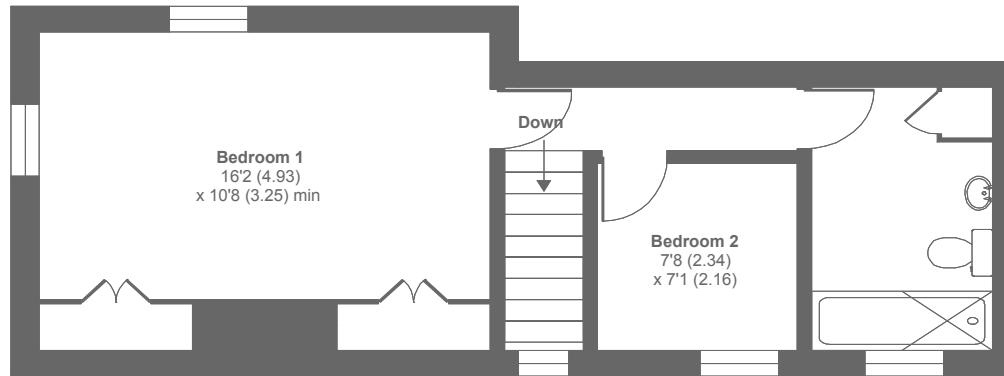 Bedroom 1
16'2 (4.93)
x 10'8 (3.25) min
Down
Bedroom 2
7'8 (2.34)
x 7'1 (2.16)